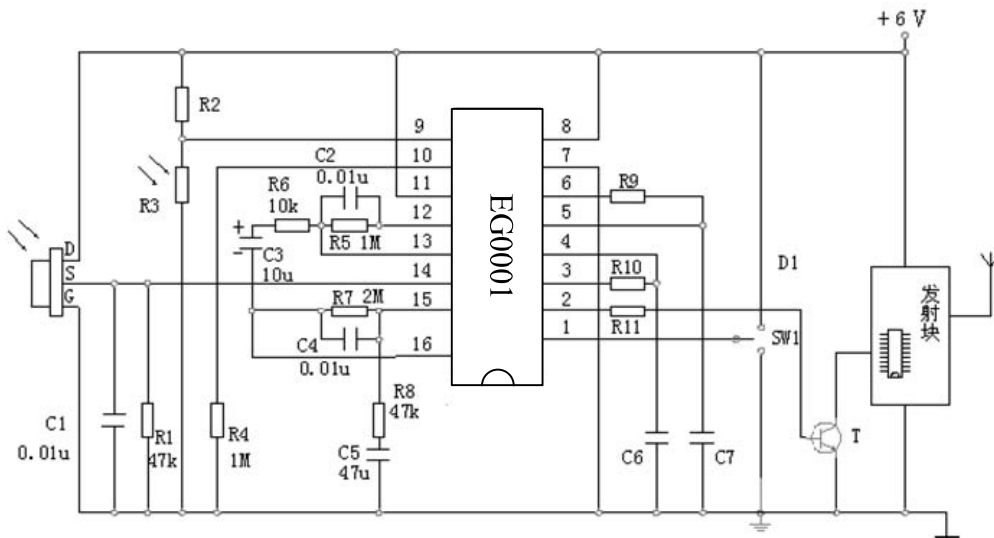 +6 V
R2
9
8
C2
0.01u
10
7
R3
R6
10k
11
6
R9
12
5
R5 1M
13
4
+
-
C3
10u
EG0001
D1
D
S
G
14
3
R10
R7 2M
15
2
R11
发射块
C4
0.01u
16
1
SW1
R8
47k
C1
0.01u
R1
47k
R4
1M
C5
47u
C6
C7
T